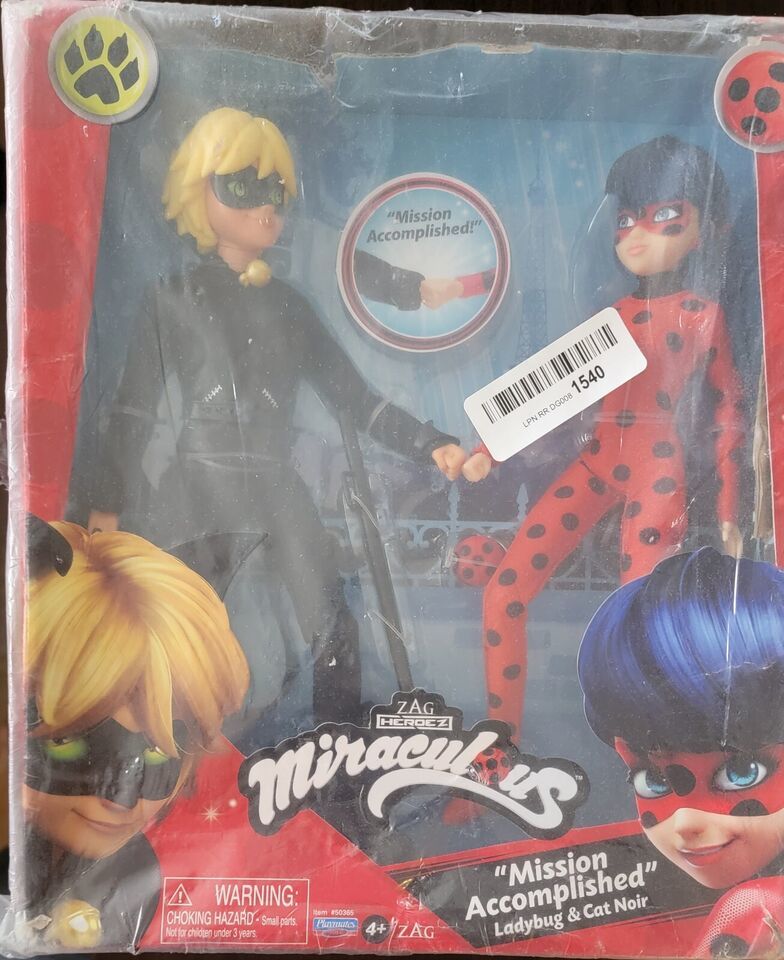 "Mission
Accomplished!"
LPN RR DG008 1540
ZAG
HEROEZ
Miraculous™
"Mission
Accomplished"
Ladybug & Cat Noir
WARNING:
CHOKING HAZARD - Small parts.
Not for children under 3 years.
Item #50365
Playmates
4+
ZAG